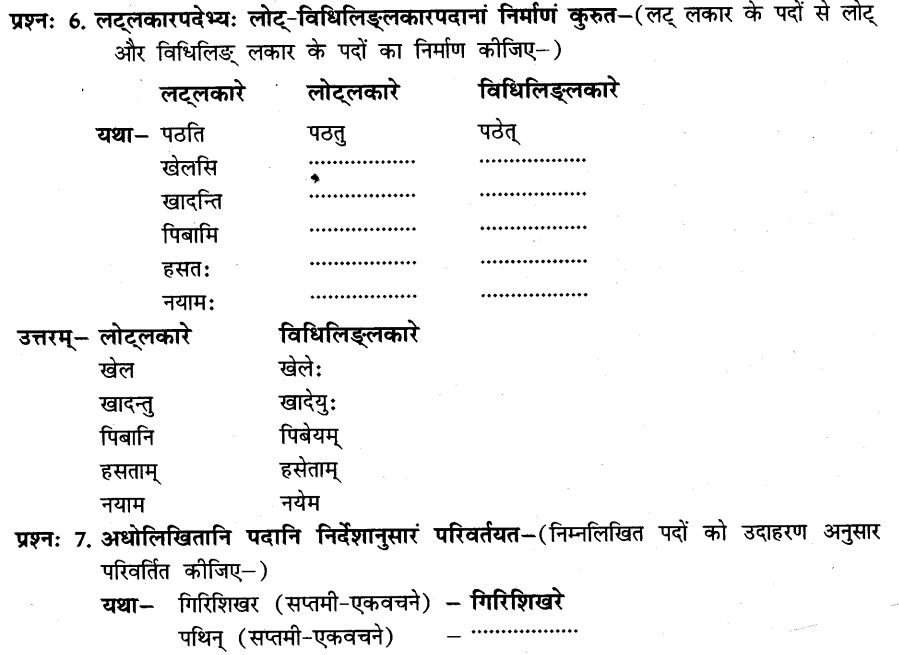 प्रश्नः 6. लट्लकारपदेभ्यः लोट्-विधिलिङ्लकारपदानां निर्माणं कुरुत–(लट् लकार के पदों से लोट्
और विधिलिङ् लकार के पदों का निर्माण कीजिए–)
लट्लकारे लोट्लकारे विधिलिङ्लकारे
यथा– पठति पठतु पठेत्
खेलसि .................. ..................
खादन्ति .................. ..................
पिबामि .................. ..................
हसतः .................. ..................
नयामः .................. ..................
उत्तरम्– लोट्लकारे विधिलिङ्लकारे
खेल खेलेः
खादन्तु खादेयुः
पिबानि पिबेयम्
हसताम् हसेताम्
नयाम नयेम
प्रश्नः 7. अधोलिखितानि पदानि निर्देशानुसारं परिवर्तयत–(निम्नलिखित पदों को उदाहरण अनुसार
परिवर्तित कीजिए–)
यथा– गिरिशिखर (सप्तमी-एकवचने) – गिरिशिखरे
पथिन् (सप्तमी-एकवचने) – ..................